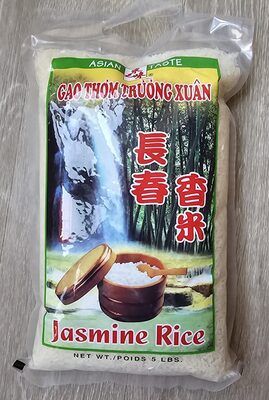 ASIAN TASTE
GẠO THƠM TRƯỜNG XUÂN
長春
香米
Jasmine Rice
NET WT./POIDS 5 LBS.